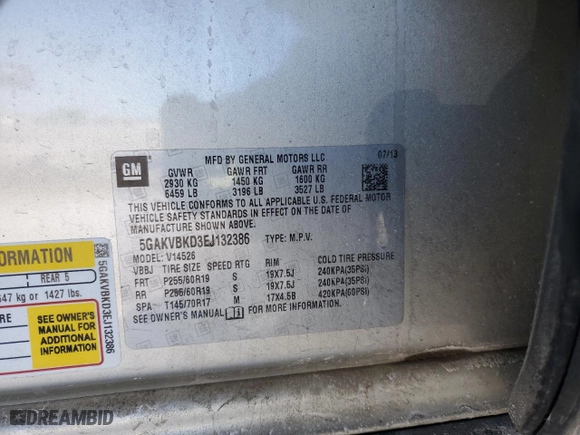 GM
MFD BY GENERAL MOTORS LLC
07/13
GVWR GAWR FRT GAWR RR
2930 KG 1450 KG 1600 KG
6459 LB 3196 LB 3527 LB
THIS VEHICLE CONFORMS TO ALL APPLICABLE U.S. FEDERAL MOTOR
VEHICLE SAFETY STANDARDS IN EFFECT ON THE DATE OF
MANUFACTURE SHOWN ABOVE.
5GAKVBKD3EJ132386 TYPE: M.P.V.
MODEL: V14526
VBBJ TIRE SIZE SPEED RTG RIM COLD TIRE PRESSURE
FRT P255/60R19 S 19X7.5J 240KPA(35PSI)
RR P255/60R19 S 19X7.5J 240KPA(35PSI)
SPA T145/70R17 M 17X4.5B 420KPA(60PSI)
SEE OWNER'S MANUAL FOR MORE INFORMATION.
FORMATION
REAR 5
647 kg or 1427 lbs.
URE
SEE OWNER'S
MANUAL FOR
ADDITIONAL
INFORMATION
5GAKVBKD3EJ132386
DREAMBID